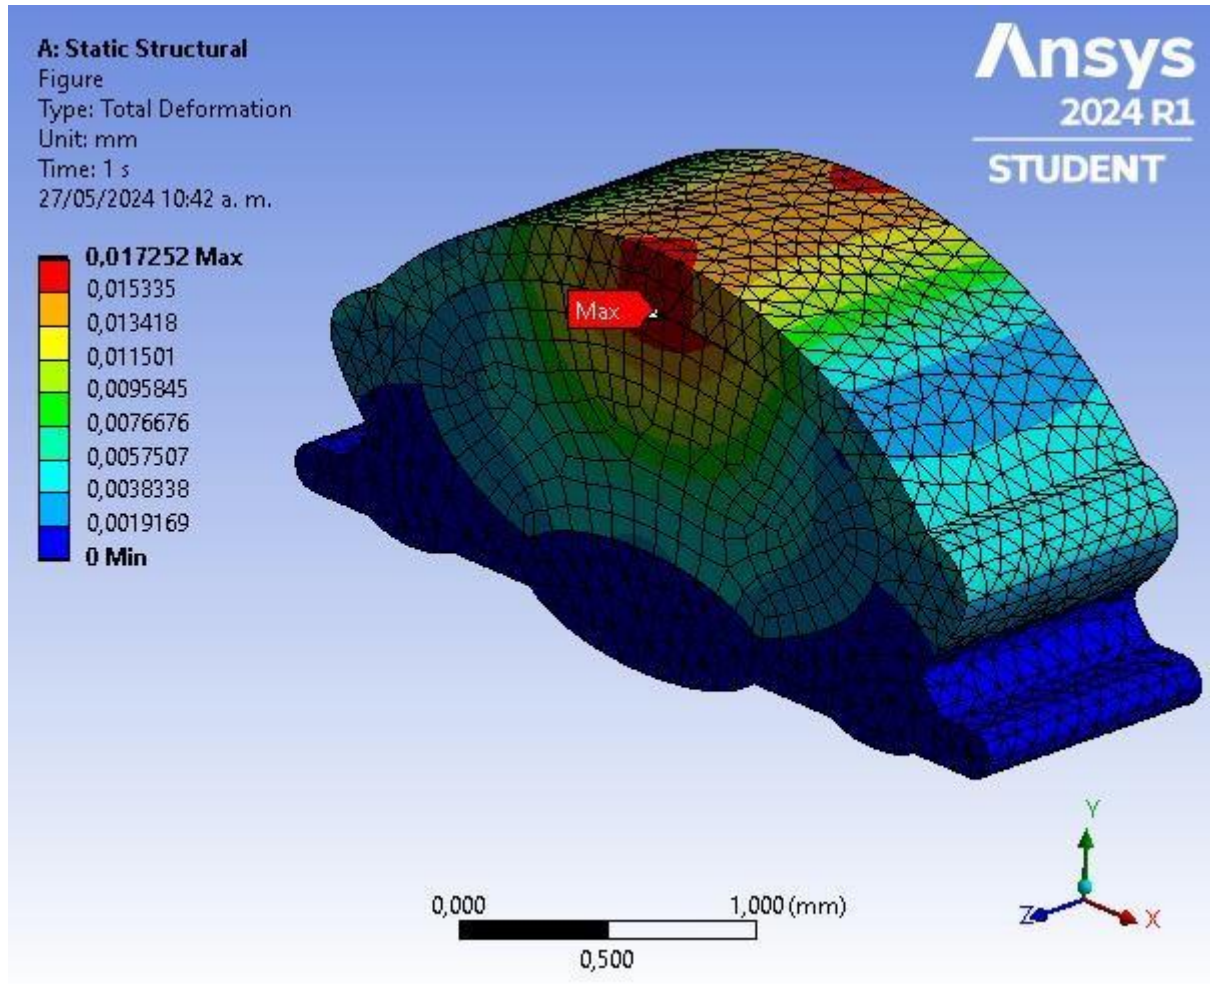 A: Static Structural
Figure
Type: Total Deformation
Unit: mm
Time: 1 s
27/05/2024 10:42 a. m.
0,017252 Max
0,015335
0,013418
0,011501
0,0095845
0,0076676
0,0057507
0,0038338
0,0019169
0 Min
Ansys
2024 R1
STUDENT
Max
0,000
1,000 (mm)
0,500
Y
Z
X